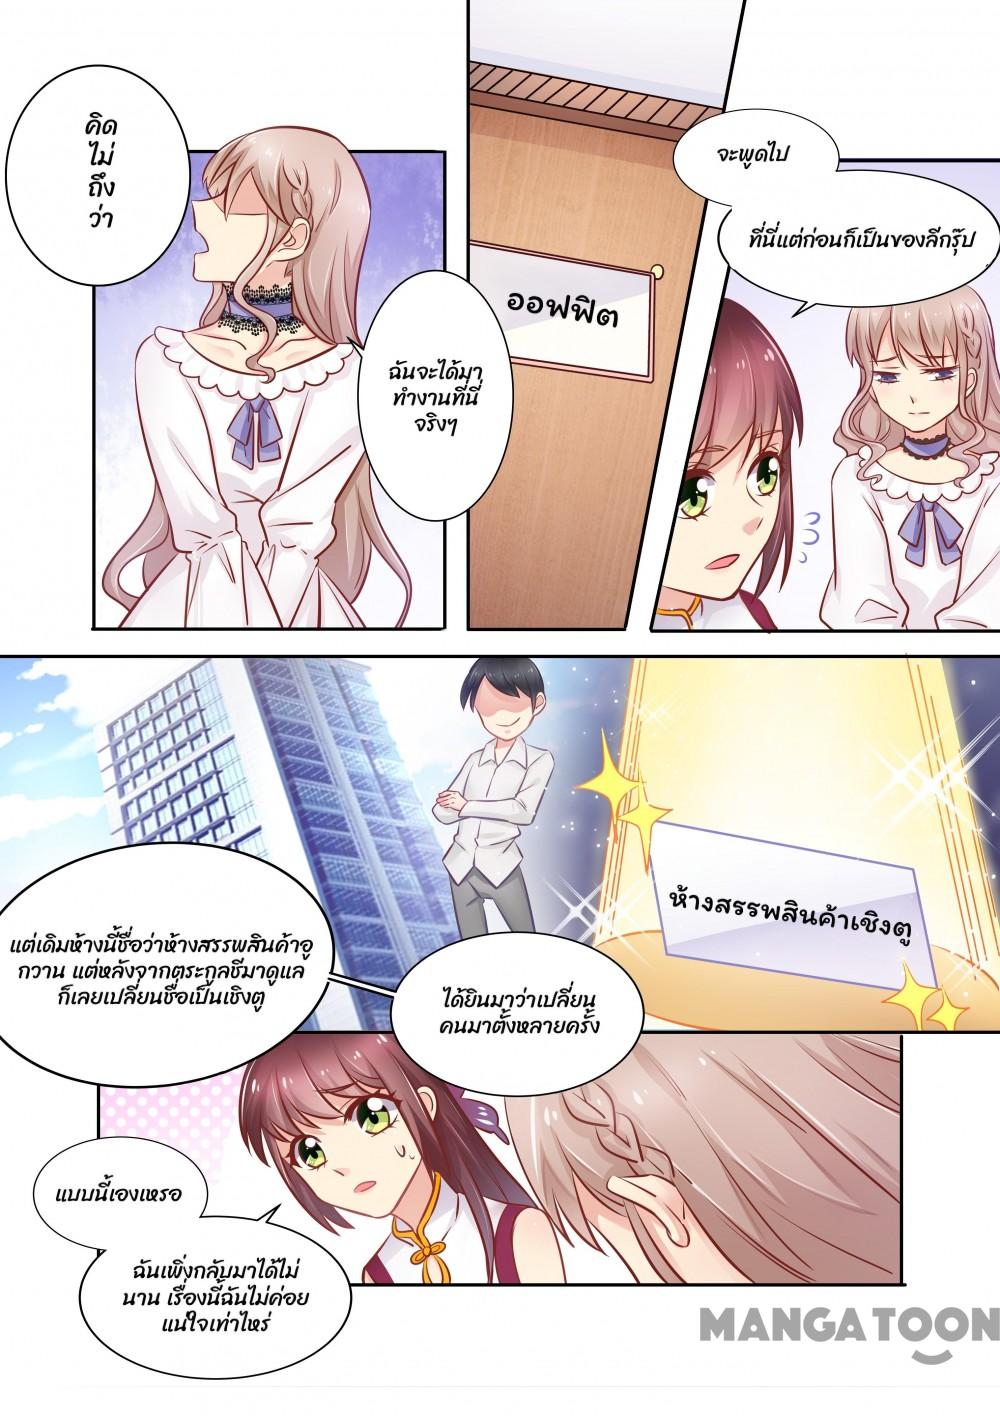 คิด
ไม่
ถึง
ว่า
ฉันจะได้มา
ทำงานที่นี่
จริงๆ
ออฟฟิต
จะพูดไป
ที่นี่แต่ก่อนก็เป็นของลีกรุ๊ป
แต่เดิมห้างนี้ชื่อว่าห้างสรรพสินค้าอู
กวาน แต่หลังจากตระกูลชีมาดูแล
ก็เลยเปลี่ยนชื่อเป็นเชิงตู
ได้ยินมาว่าเปลี่ยน
คนมาตั้งหลายครั้ง
ห้างสรรพสินค้าเชิงตู
แบบนี้เองเหรอ
ฉันเพิ่งกลับมาได้ไม่
นาน เรื่องนี้ฉันไม่ค่อย
แน่ใจเท่าไหร่
MANGATOON